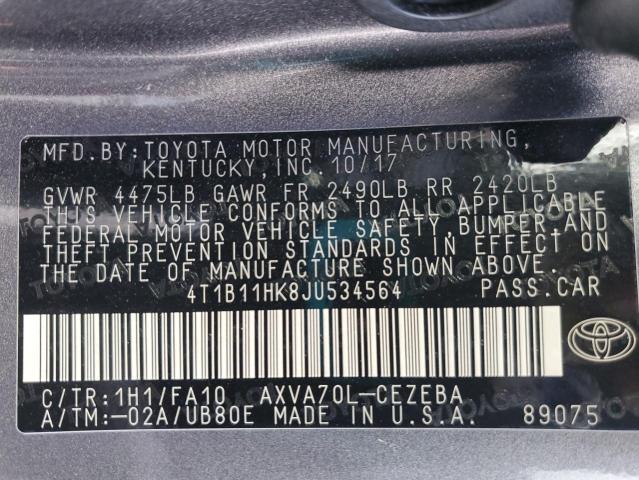 MFD. BY: TOYOTA MOTOR MANUFACTURING,
KENTUCKY, INC. 10/17
GVWR 4475LB GAWR FR 2490LB RR 2420LB
THIS VEHICLE CONFORMS TO ALL APPLICABLE
FEDERAL MOTOR VEHICLE SAFETY, BUMPER, AND
THEFT PREVENTION STANDARDS IN EFFECT ON
THE DATE OF MANUFACTURE SHOWN ABOVE.
4T1B11HK8JU534564 PASS. CAR
C/TR: 1H1/FA10 AXVA70L-CEZEBA
A/TM: -02A/UB80E MADE IN U.S.A. 89075